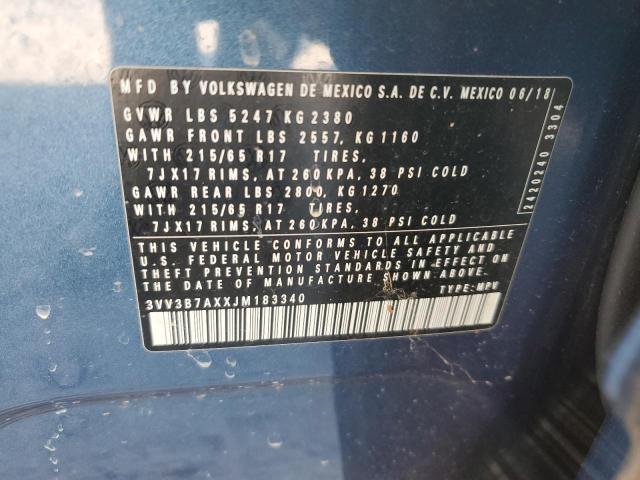 MFD BY VOLKSWAGEN DE MEXICO S.A. DE C.V. MEXICO 06/18
GVWR LBS 5247 KG 2380
GAWR FRONT LBS 2557, KG 1160
WITH 215/65 R17 TIRES,
7JX17 RIMS, AT 260 KPA, 38 PSI COLD
GAWR REAR LBS 2800, KG 1270
WITH 215/65 R17 TIRES,
7JX17 RIMS, AT 260 KPA, 38 PSI COLD
THIS VEHICLE CONFORMS TO ALL APPLICABLE
U.S. FEDERAL MOTOR VEHICLE SAFETY AND
THEFT PREVENTION STANDARDS IN EFFECT ON THE
DATE OF MANUFACTURE SHOWN ABOVE.
3VV3B7AXXJM183340 TYPE: MPV
2420240 3304